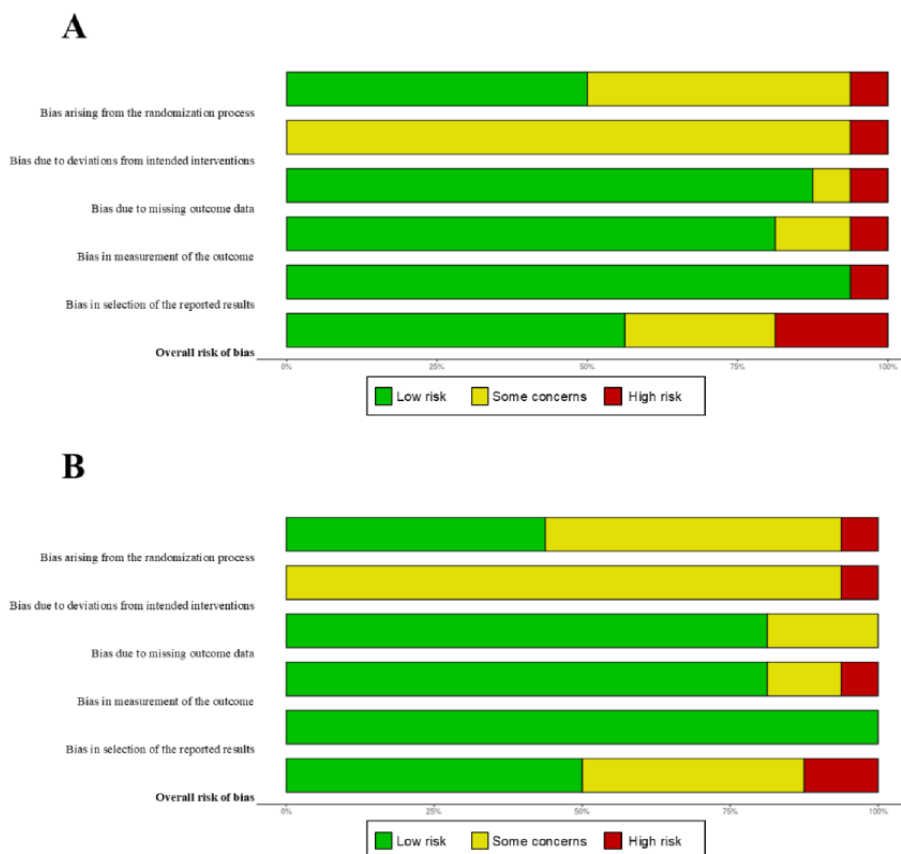 A
Bias arising from the randomization process
Bias due to deviations from intended interventions
Bias due to missing outcome data
Bias in measurement of the outcome
Bias in selection of the reported results
Overall risk of bias
0% 25% 50% 75% 100%
Low risk Some concerns High risk
B
Bias arising from the randomization process
Bias due to deviations from intended interventions
Bias due to missing outcome data
Bias in measurement of the outcome
Bias in selection of the reported results
Overall risk of bias
0% 25% 50% 75% 100%
Low risk Some concerns High risk